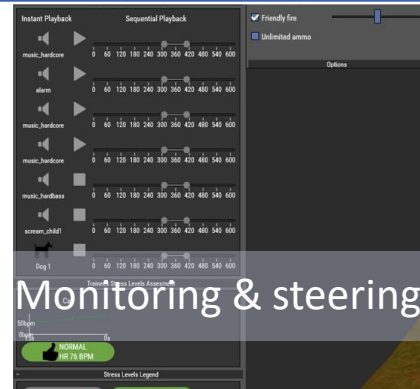 Instant Playback Sequential Playback
music_hardcore 0 60 120 180 240 300 360 420 480 540 600
alarm 0 60 120 180 240 300 360 420 480 540 600
music_hardcore 0 60 120 180 240 300 360 420 480 540 600
music_hardcore 0 60 120 180 240 300 360 420 480 540 600
music_hardbass 0 60 120 180 240 300 360 420 480 540 600
scream_child1 0 60 120 180 240 300 360 420 480 540 600
Dog 1 0 60 120 180 240 300 360 420 480 540 600
Friendly fire
Unlimited ammo
Options
Stress Levels
Monitoring & steering
50bpm
0bpm
NORMAL
HR 76 BPM
Stress Levels Legend